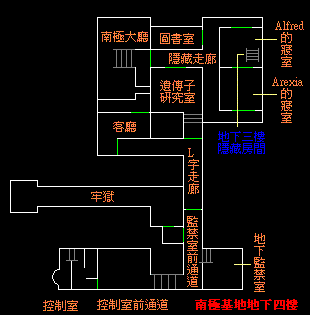 南極大廳
圖書室
Alfred
的寢室
隱藏走廊
遺傳子
研究室
Arexia
的寢室
客廳
地下三樓
隱藏房間
L字走廊
牢獄
監禁室前通道
地下監禁室
控制室
控制室前通道
南極基地地下四樓